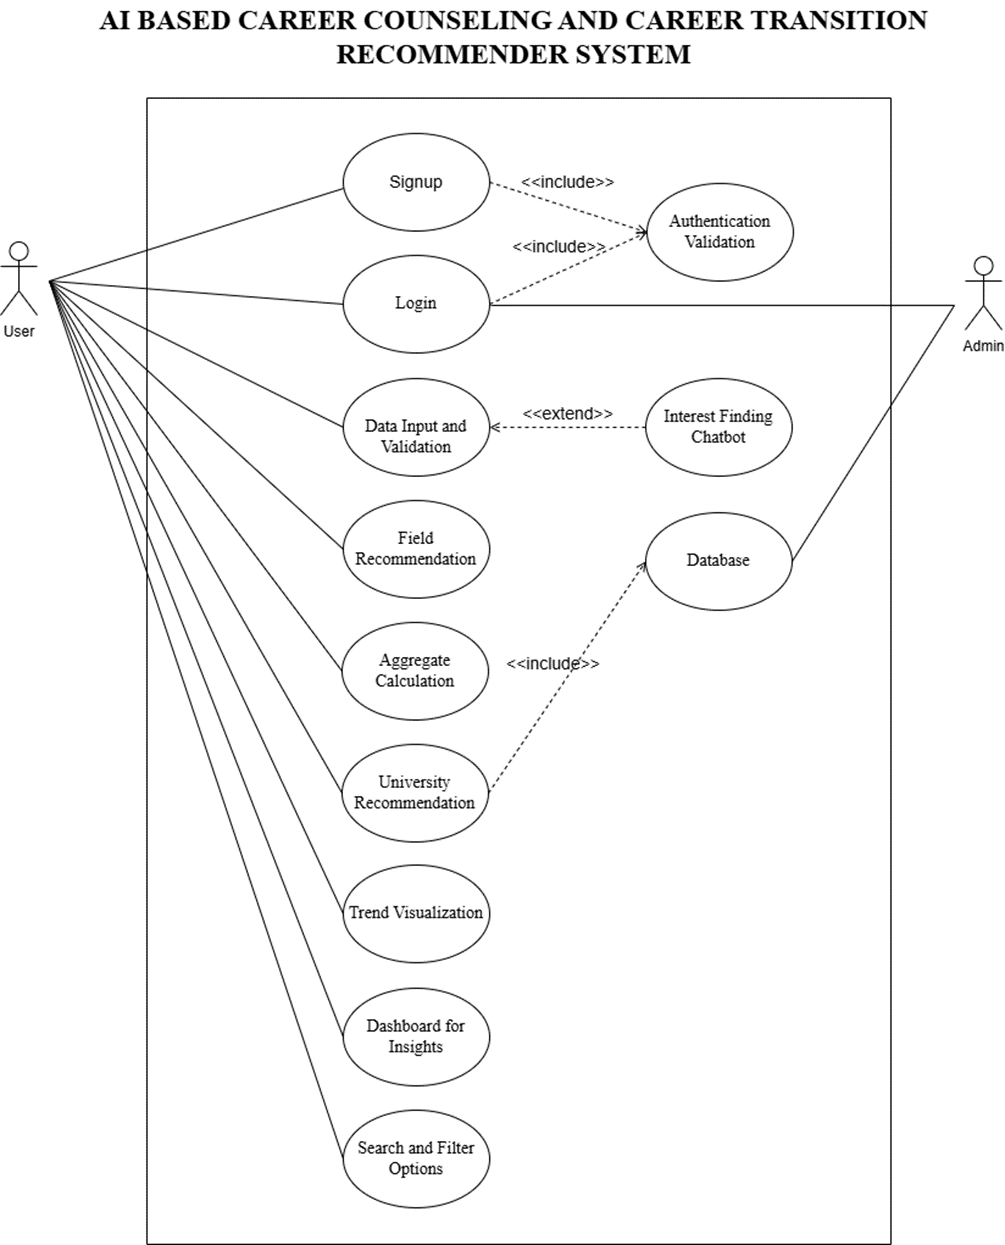 AI BASED CAREER COUNSELING AND CAREER TRANSITION
RECOMMENDER SYSTEM
Signup
<<include>>
Authentication
Validation
<<include>>
Login
User
Admin
Data Input and
Validation
<<extend>>
Interest Finding
Chatbot
Field
Recommendation
Database
Aggregate
Calculation
<<include>>
University
Recommendation
Trend Visualization
Dashboard for
Insights
Search and Filter
Options